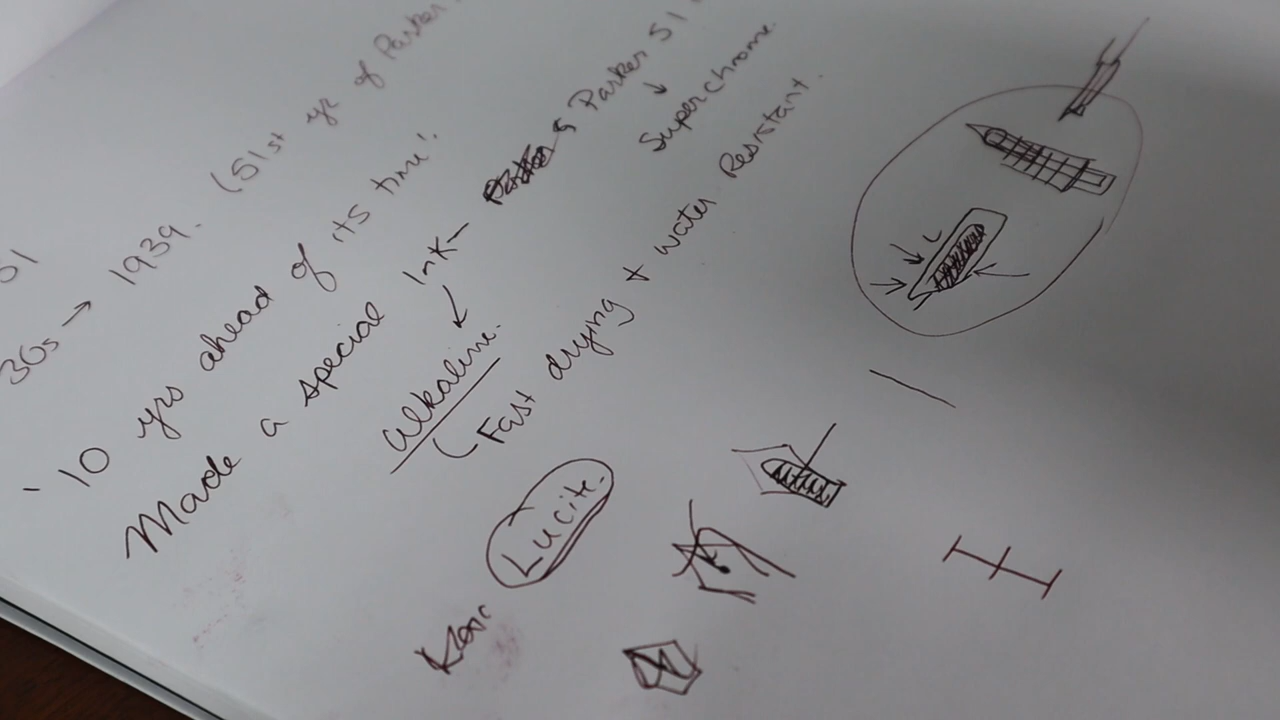 51
30s → 1939. (51st yr of Parker
- 10 yrs ahead of its time!
Made a special Ink - Parker 51
Superchrome.
Alkaline.
Fast drying & water Resistant.
Lucite.